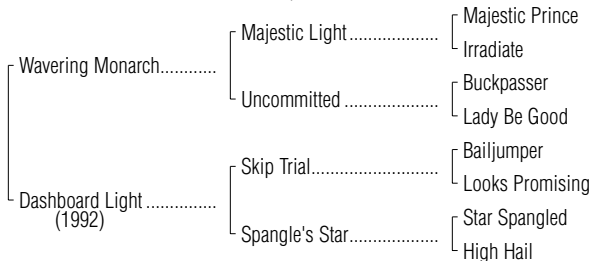 Majestic Prince
Majestic Light...................
Irradiate
Wavering Monarch............
Buckpasser
Uncommitted ...................
Lady Be Good
Bailjumper
Skip Trial.........................
Looks Promising
Dashboard Light ...............
(1992)
Star Spangled
Spangle's Star...................
High Hail